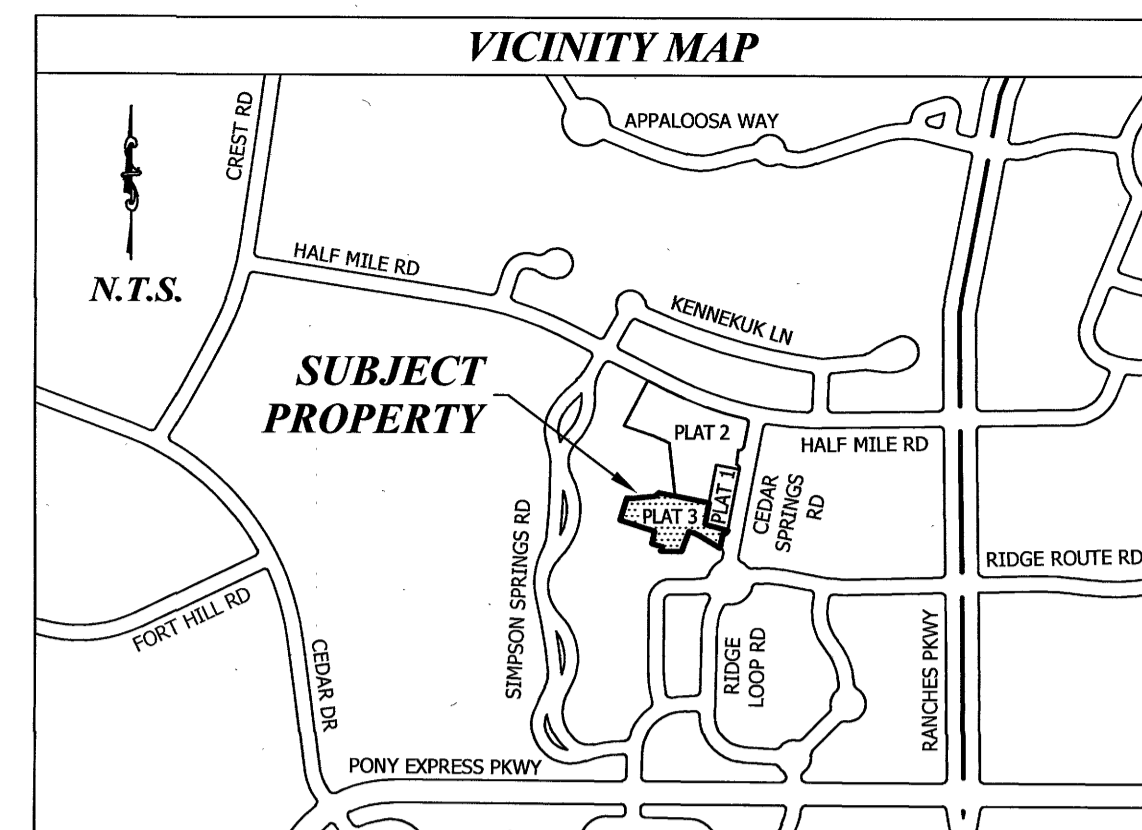 VICINITY MAP
CREST RD
APPALOOSA WAY
N.T.S.
HALF MILE RD
KENNEKUK LN
SUBJECT
PROPERTY
PLAT 2
HALF MILE RD
PLAT 1
CEDAR
SPRINGS
RD
PLAT 3
SIMPSON SPRINGS RD
RIDGE ROUTE RD
FORT HILL RD
CEDAR DR
RIDGE
LOOP RD
RANCHES PKWY
PONY EXPRESS PKWY